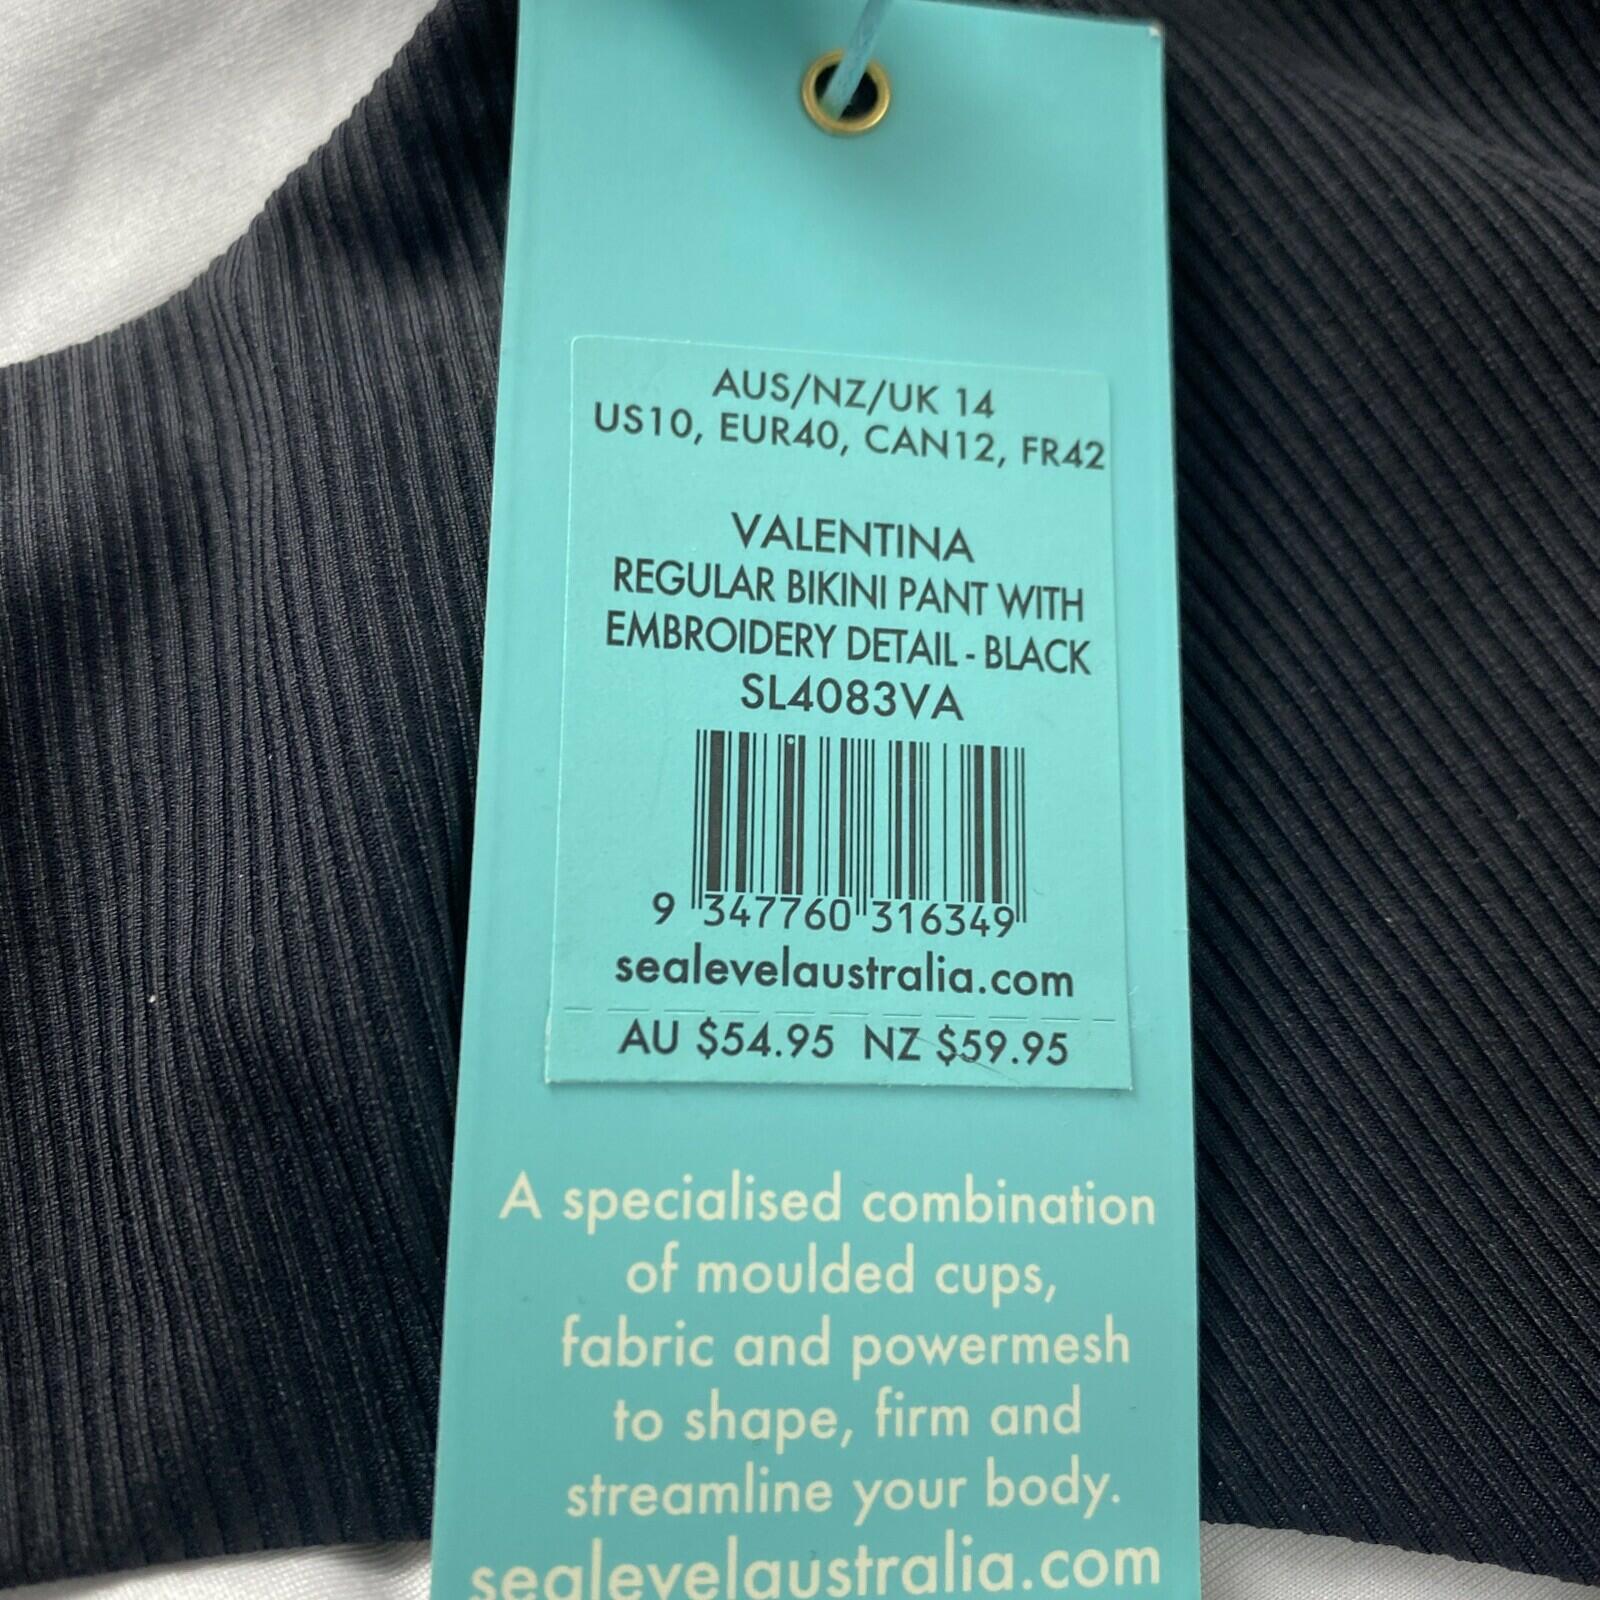 AUS/NZ/UK 14
US10, EUR40, CAN12, FR42
VALENTINA
REGULAR BIKINI PANT WITH
EMBROIDERY DETAIL - BLACK
SL4083VA
9 347760 316349
sealevelaustralia.com
AU $54.95 NZ $59.95
A specialised combination
of moulded cups,
fabric and powermesh
to shape, firm and
streamline your body.
sealevelaustralia.com